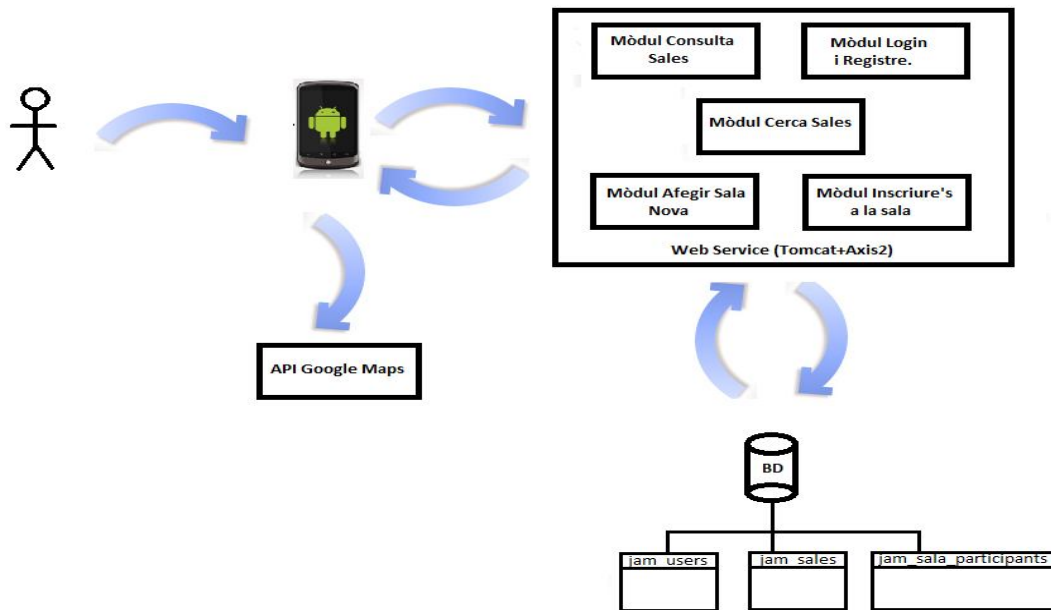 Mòdul Consulta
Sales
Mòdul Login
i Registre.
Mòdul Cerca Sales
Mòdul Afegir Sala
Nova
Mòdul Inscriure's
a la sala
Web Service (Tomcat+Axis2)
API Google Maps
BD
jam_users
jam_sales
jam_sala_participants